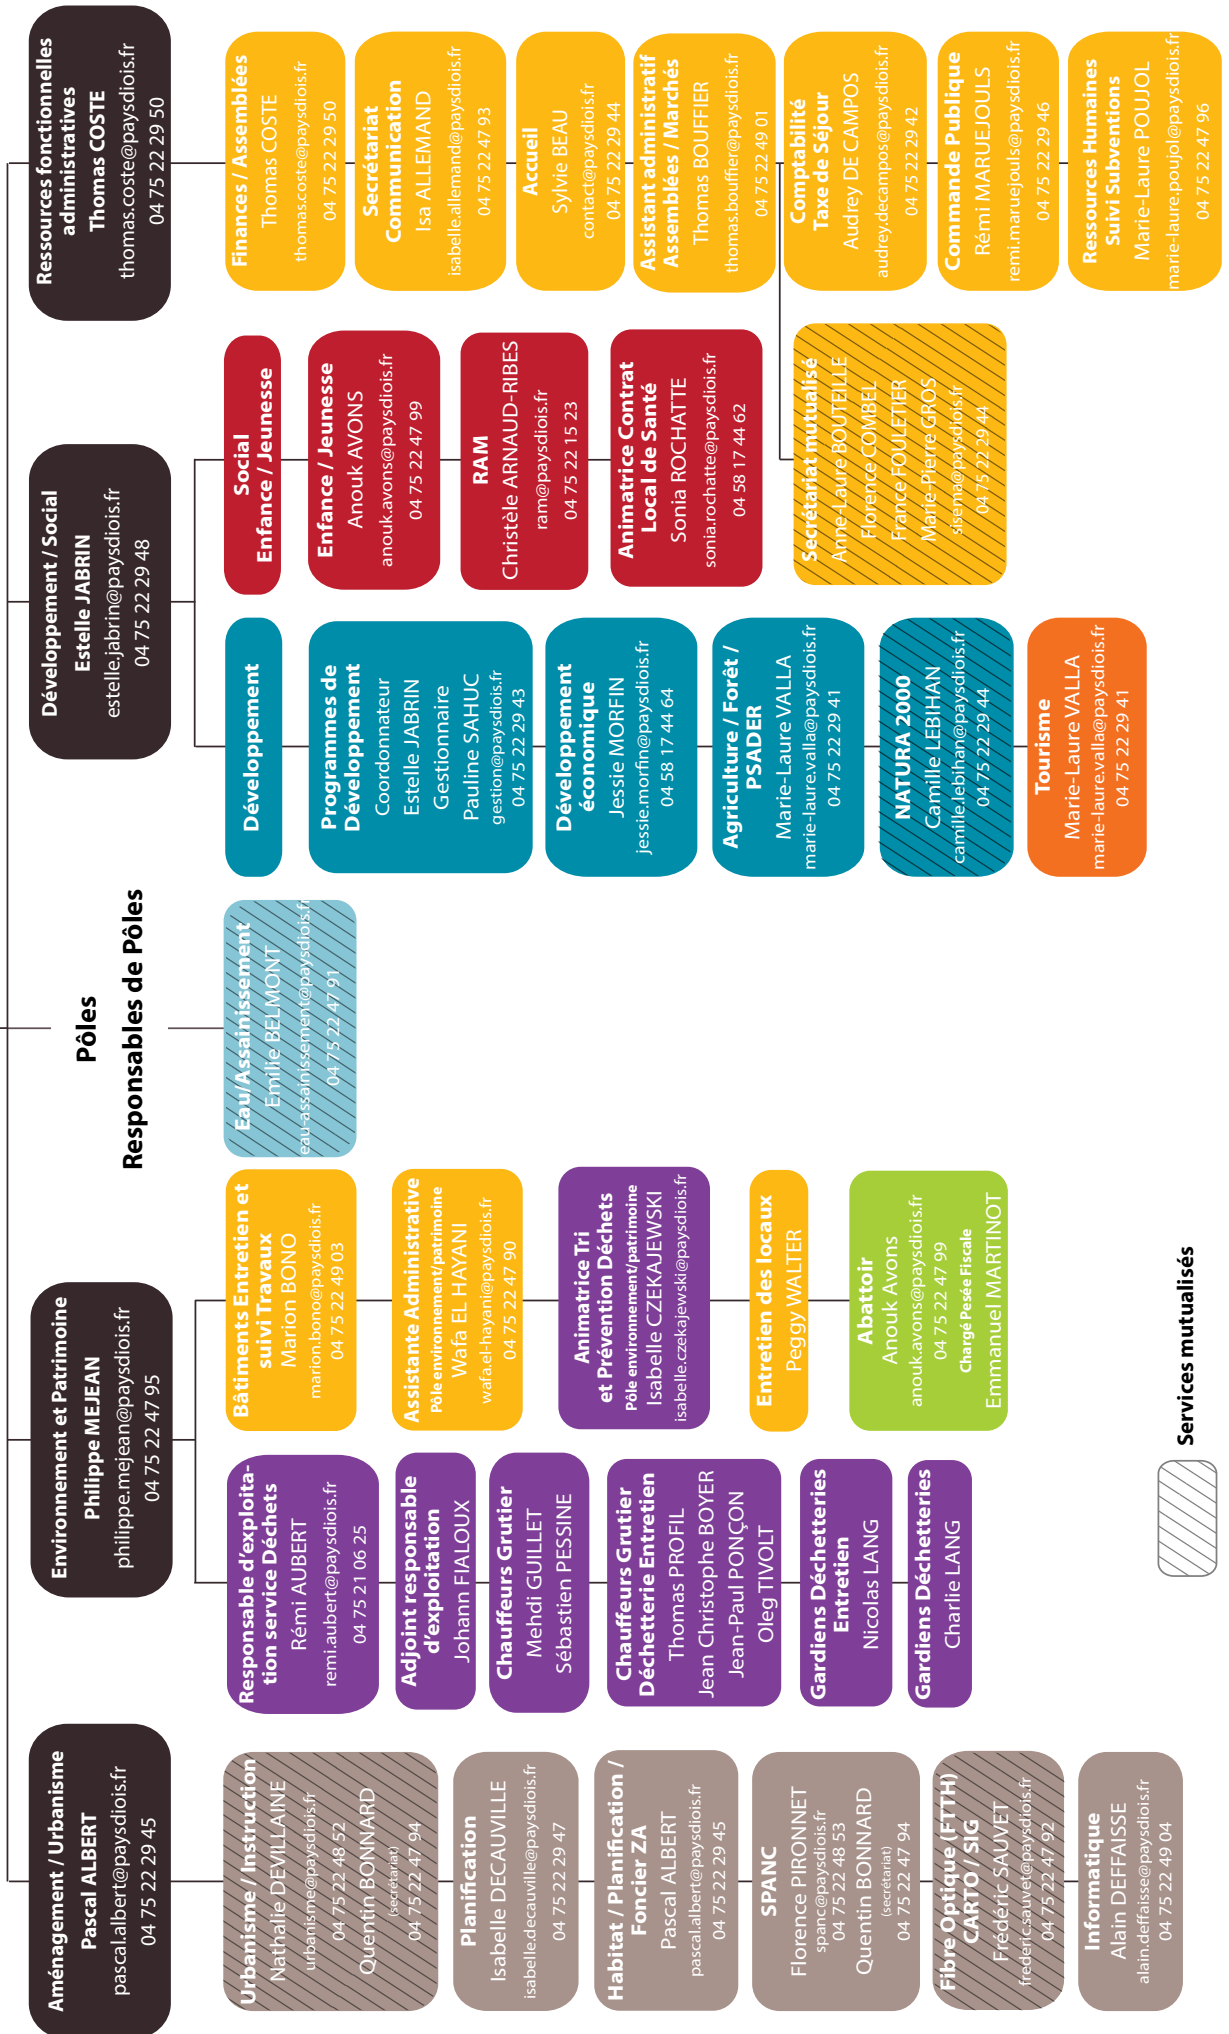 Pôles
Responsables de Pôles
Aménagement / Urbanisme
Pascal ALBERT
pascal.albert@paysdiois.fr
04 75 22 29 45
Urbanisme / Instruction
Nathalie DEVILLAINE
urbanisme@paysdiois.fr
04 75 22 48 52
Quentin BONNARD
(secrétariat)
04 75 22 47 94
Planification
Isabelle DECAUVILLE
isabelle.decauville@paysdiois.fr
04 75 22 29 47
Habitat / Planification /
Foncier ZA
Pascal ALBERT
pascal.albert@paysdiois.fr
04 75 22 29 45
SPANC
Florence PIRONNET
spanc@paysdiois.fr
04 75 22 48 53
Quentin BONNARD
(secrétariat)
04 75 22 47 94
Fibre Optique (FTTH)
CARTO / SIG
Frédéric SAUVET
frederic.sauvet@paysdiois.fr
04 75 22 47 92
Informatique
Alain DEFFAISSE
alain.deffaisse@paysdiois.fr
04 75 22 49 04
Environnement et Patrimoine
Philippe MEJEAN
philippe.mejean@paysdiois.fr
04 75 22 47 95
Responsable d'exploita-
tion service Déchets
Rémi AUBERT
remi.aubert@paysdiois.fr
04 75 21 06 25
Adjoint responsable
d'exploitation
Johann FIALOUX
Chauffeurs Grutier
Mehdi GUILLET
Sébastien PESSINE
Chauffeurs Grutier
Déchetterie Entretien
Thomas PROFIL
Jean Christophe BOYER
Jean-Paul PONÇON
Oleg TIVOLT
Gardiens Déchetteries
Entretien
Nicolas LANG
Gardiens Déchetteries
Charlie LANG
Bâtiments Entretien et
suivi Travaux
Marion BONO
marion.bono@paysdiois.fr
04 75 22 49 03
Assistante Administrative
Pôle environnement/patrimoine
Wafa EL HAYANI
wafa.el-hayani@paysdiois.fr
04 75 22 47 90
Animatrice Tri
et Prévention Déchets
Pôle environnement/patrimoine
Isabelle CZEKAJEWSKI
isabelle.czekajewski@paysdiois.fr
Entretien des locaux
Peggy WALTER
Abattoir
Anouk Avons
anouk.avons@paysdiois.fr
04 75 22 47 99
Chargé Pesée Fiscale
Emmanuel MARTINOT
Eau/Assainissement
Emilie BELMONT
eau-assainissement@paysdiois.fr
04 75 22 47 91
Développement / Social
Estelle JABRIN
estelle.jabrin@paysdiois.fr
04 75 22 29 48
Développement
Programmes de
Développement
Coordonnateur
Estelle JABRIN
Gestionnaire
Pauline SAHUC
gestion@paysdiois.fr
04 75 22 29 43
Développement
économique
Jessie MORFIN
jessie.morfin@paysdiois.fr
04 58 17 44 64
Agriculture / Forêt /
PSADER
Marie-Laure VALLA
marie-laure.valla@paysdiois.fr
04 75 22 29 41
NATURA 2000
Camille LEBIHAN
camille.lebihan@paysdiois.fr
04 75 22 29 44
Tourisme
Marie-Laure VALLA
marie-laure.valla@paysdiois.fr
04 75 22 29 41
Social
Enfance / Jeunesse
Enfance / Jeunesse
Anouk AVONS
anouk.avons@paysdiois.fr
04 75 22 47 99
RAM
Christèle ARNAUD-RIBES
ram@paysdiois.fr
04 75 22 15 23
Animatrice Contrat
Local de Santé
Sonia ROCHATTE
sonia.rochatte@paysdiois.fr
04 58 17 44 62
Secrétariat mutualisé
Anne-Laure BOUTEILLE
Florence COMBEL
France FOULETIER
Marie-Pierre GROS
sisema@paysdiois.fr
04 75 22 29 44
Ressources fonctionnelles
administratives
Thomas COSTE
thomas.coste@paysdiois.fr
04 75 22 29 50
Finances / Assemblées
Thomas COSTE
thomas.coste@paysdiois.fr
04 75 22 29 50
Secrétariat
Communication
Isa ALLEMAND
isabelle.allemand@paysdiois.fr
04 75 22 47 93
Accueil
Sylvie BEAU
contact@paysdiois.fr
04 75 22 29 44
Assistant administratif
Assemblées / Marchés
Thomas BOUFFIER
thomas.bouffier@paysdiois.fr
04 75 22 49 01
Comptabilité
Taxe de Séjour
Audrey DE CAMPOS
audrey.decampos@paysdiois.fr
04 75 22 29 42
Commande Publique
Rémi MARUEJOULS
remi.maruejouls@paysdiois.fr
04 75 22 29 46
Ressources Humaines
Suivi Subventions
Marie-Laure POUJOL
marie-laure.poujol@paysdiois.fr
04 75 22 47 96
Services mutualisés